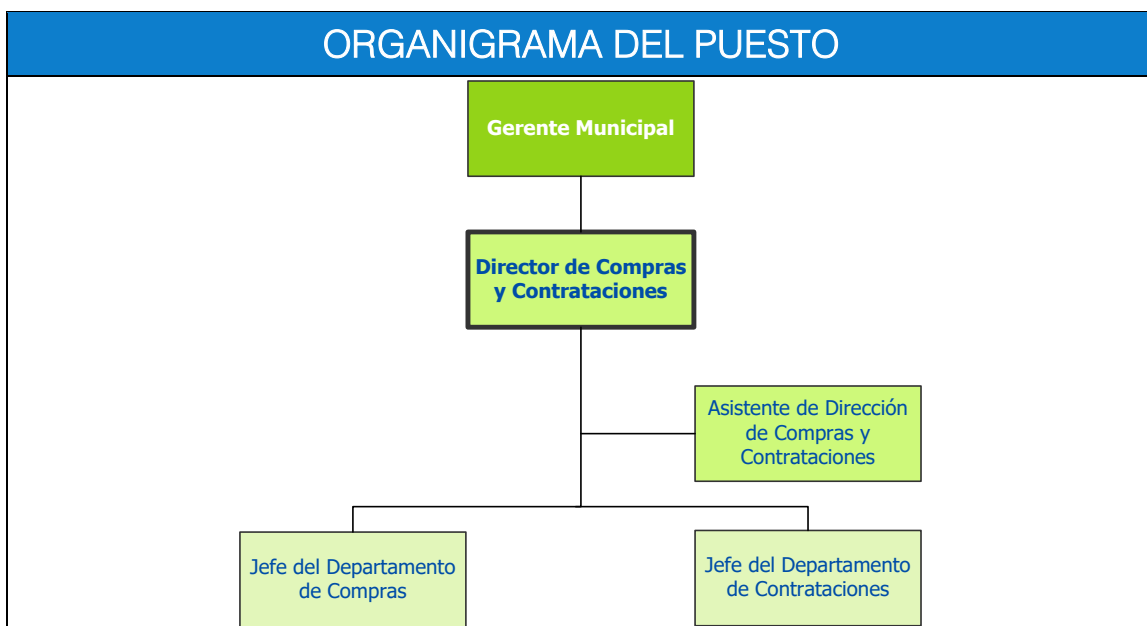 ORGANIGRAMA DEL PUESTO
Gerente Municipal
Director de Compras
y Contrataciones
Asistente de Dirección
de Compras y
Contrataciones
Jefe del Departamento
de Compras
Jefe del Departamento
de Contrataciones